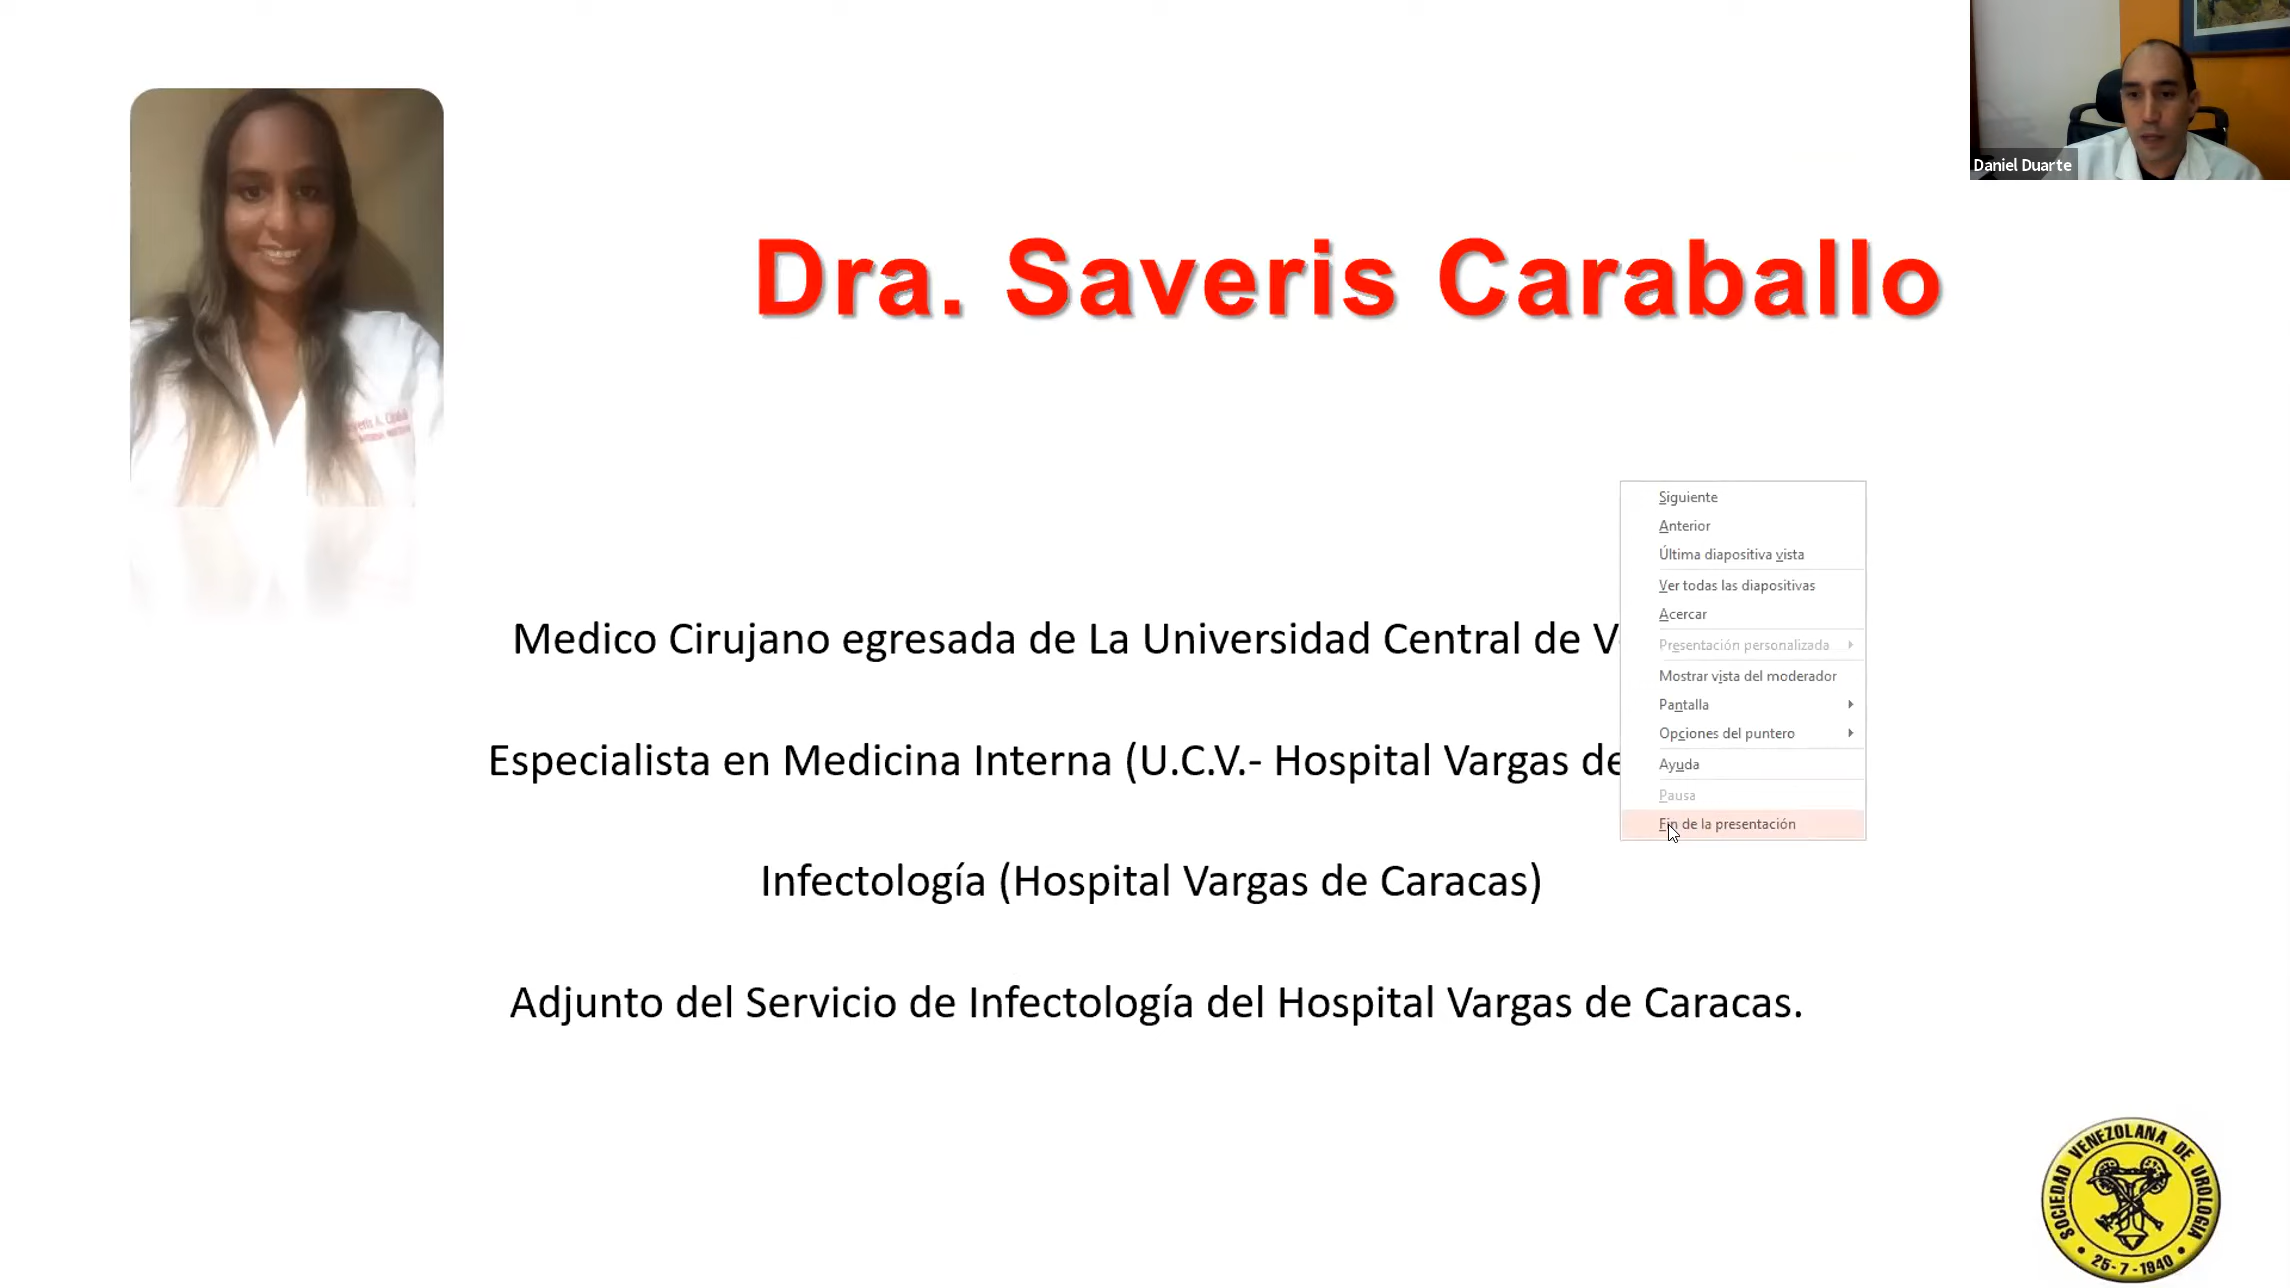 Daniel Duarte
Dra. Saveris Caraballo
Siguiente
Anterior
Última diapositiva vista
Ver todas las diapositivas
Acercar
Presentación personalizada
Mostrar vista del moderador
Pantalla
Opciones del puntero
Ayuda
Pausa
Fin de la presentación
Medico Cirujano egresada de La Universidad Central de V
Especialista en Medicina Interna (U.C.V.- Hospital Vargas de
Infectología (Hospital Vargas de Caracas)
Adjunto del Servicio de Infectología del Hospital Vargas de Caracas.
SOCIEDAD VENEZOLANA DE UROLOGIA
25-7-1940